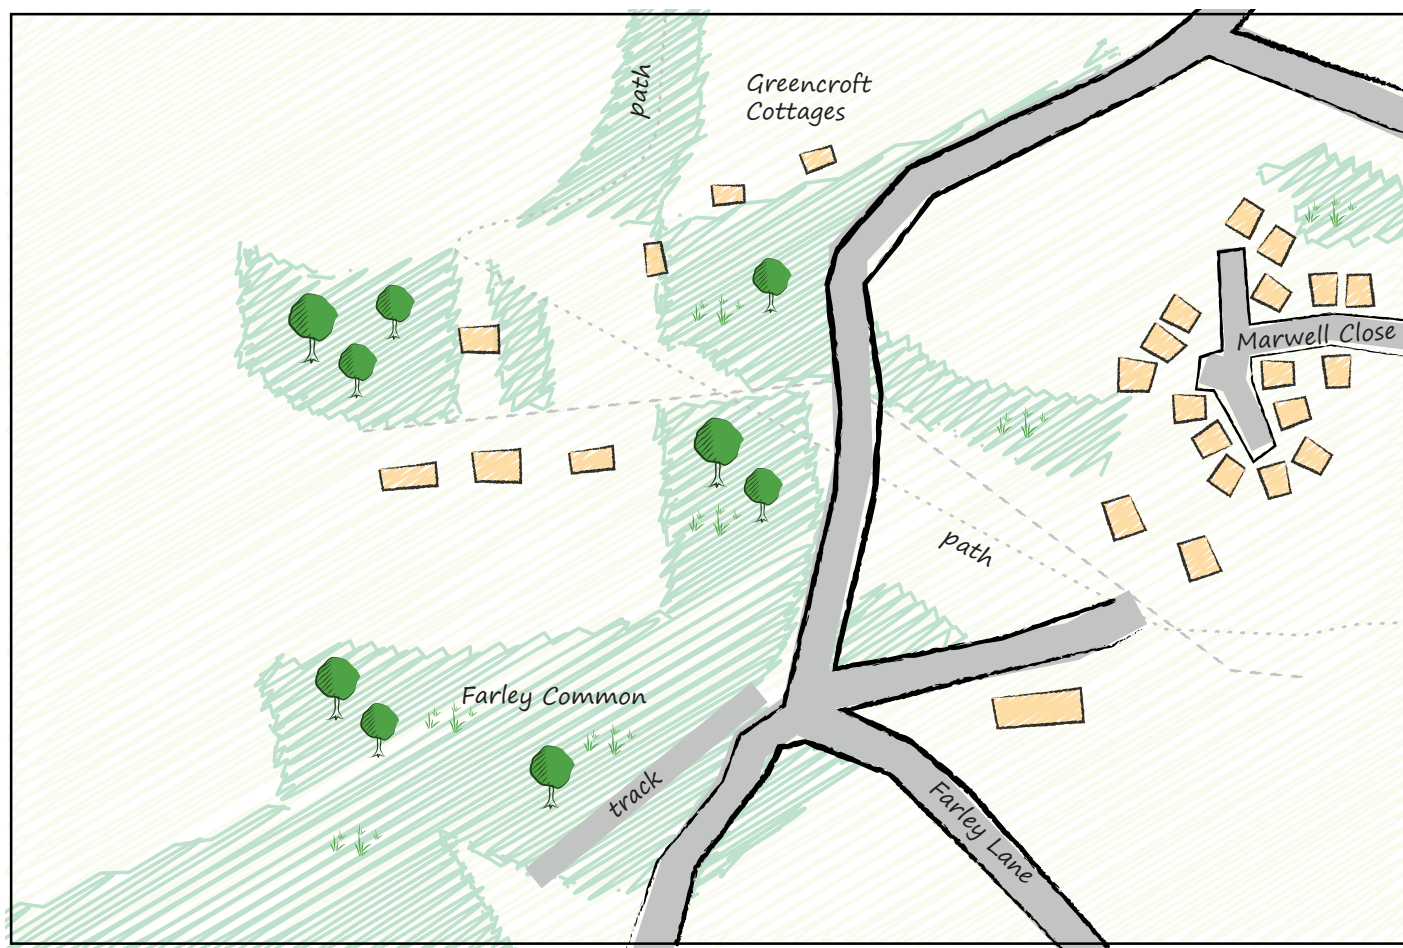 path
Greencroft
Cottages
Marwell Close
path
Farley Common
track
Farley Lane